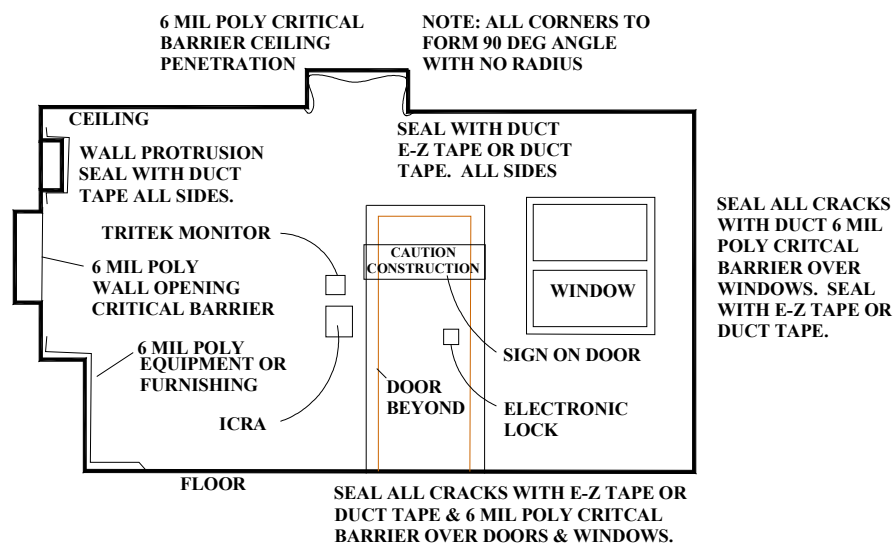 6 MIL POLY CRITICAL
BARRIER CEILING
PENETRATION
NOTE: ALL CORNERS TO
FORM 90 DEG ANGLE
WITH NO RADIUS
CEILING
WALL PROTRUSION
SEAL WITH DUCT
TAPE ALL SIDES.
SEAL WITH DUCT
E-Z TAPE OR DUCT
TAPE. ALL SIDES
SEAL ALL CRACKS
WITH DUCT 6 MIL
POLY CRITCAL
BARRIER OVER
WINDOWS. SEAL
WITH E-Z TAPE OR
DUCT TAPE.
TRITEK MONITOR
6 MIL POLY
WALL OPENING
CRITICAL BARRIER
CAUTION
CONSTRUCTION
WINDOW
6 MIL POLY
EQUIPMENT OR
FURNISHING
SIGN ON DOOR
DOOR
BEYOND
ELECTRONIC
LOCK
ICRA
FLOOR
SEAL ALL CRACKS WITH E-Z TAPE OR
DUCT TAPE & 6 MIL POLY CRITCAL
BARRIER OVER DOORS & WINDOWS.